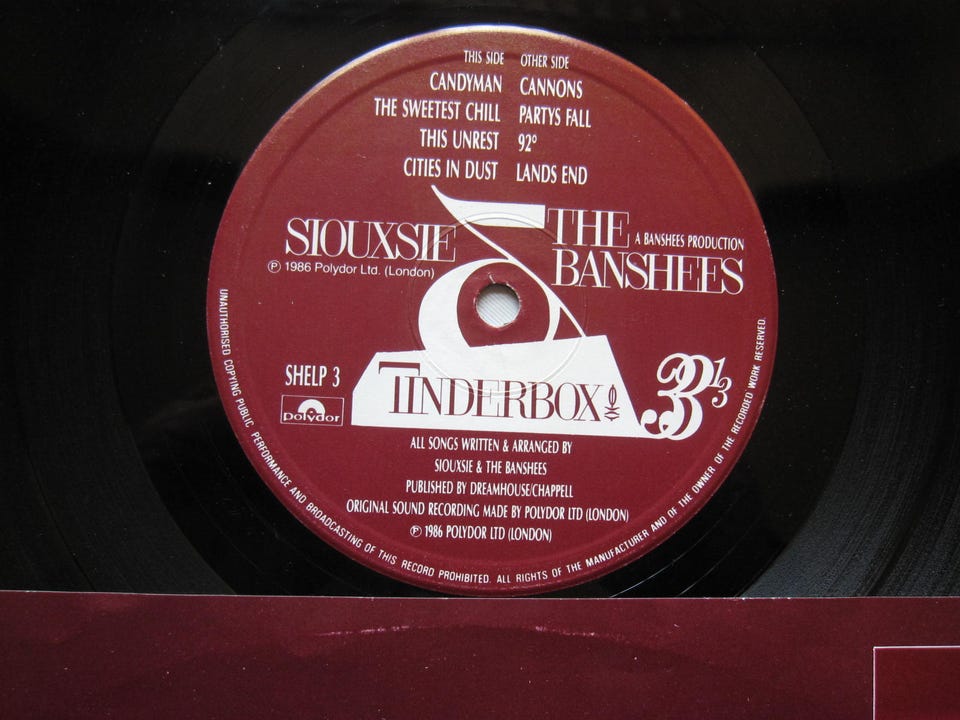 THIS SIDE OTHER SIDE
CANDYMAN CANNONS
THE SWEETEST CHILL PARTYS FALL
THIS UNREST 92º
CITIES IN DUST LANDS END
SIOUXSIE & THE BANSHEES
A BANSHEES PRODUCTION
℗ 1986 Polydor Ltd. (London)
SHELP 3
polydor
TINDERBOX
33 1/3
ALL SONGS WRITTEN & ARRANGED BY
SIOUXSIE & THE BANSHEES
PUBLISHED BY DREAMHOUSE/CHAPPELL
ORIGINAL SOUND RECORDING MADE BY POLYDOR LTD (LONDON)
℗ 1986 POLYDOR LTD (LONDON)
UNAUTHORISED COPYING PUBLIC PERFORMANCE AND BROADCASTING OF THIS RECORD PROHIBITED. ALL RIGHTS OF THE MANUFACTURER AND OF THE OWNER OF THE RECORDED WORK RESERVED.